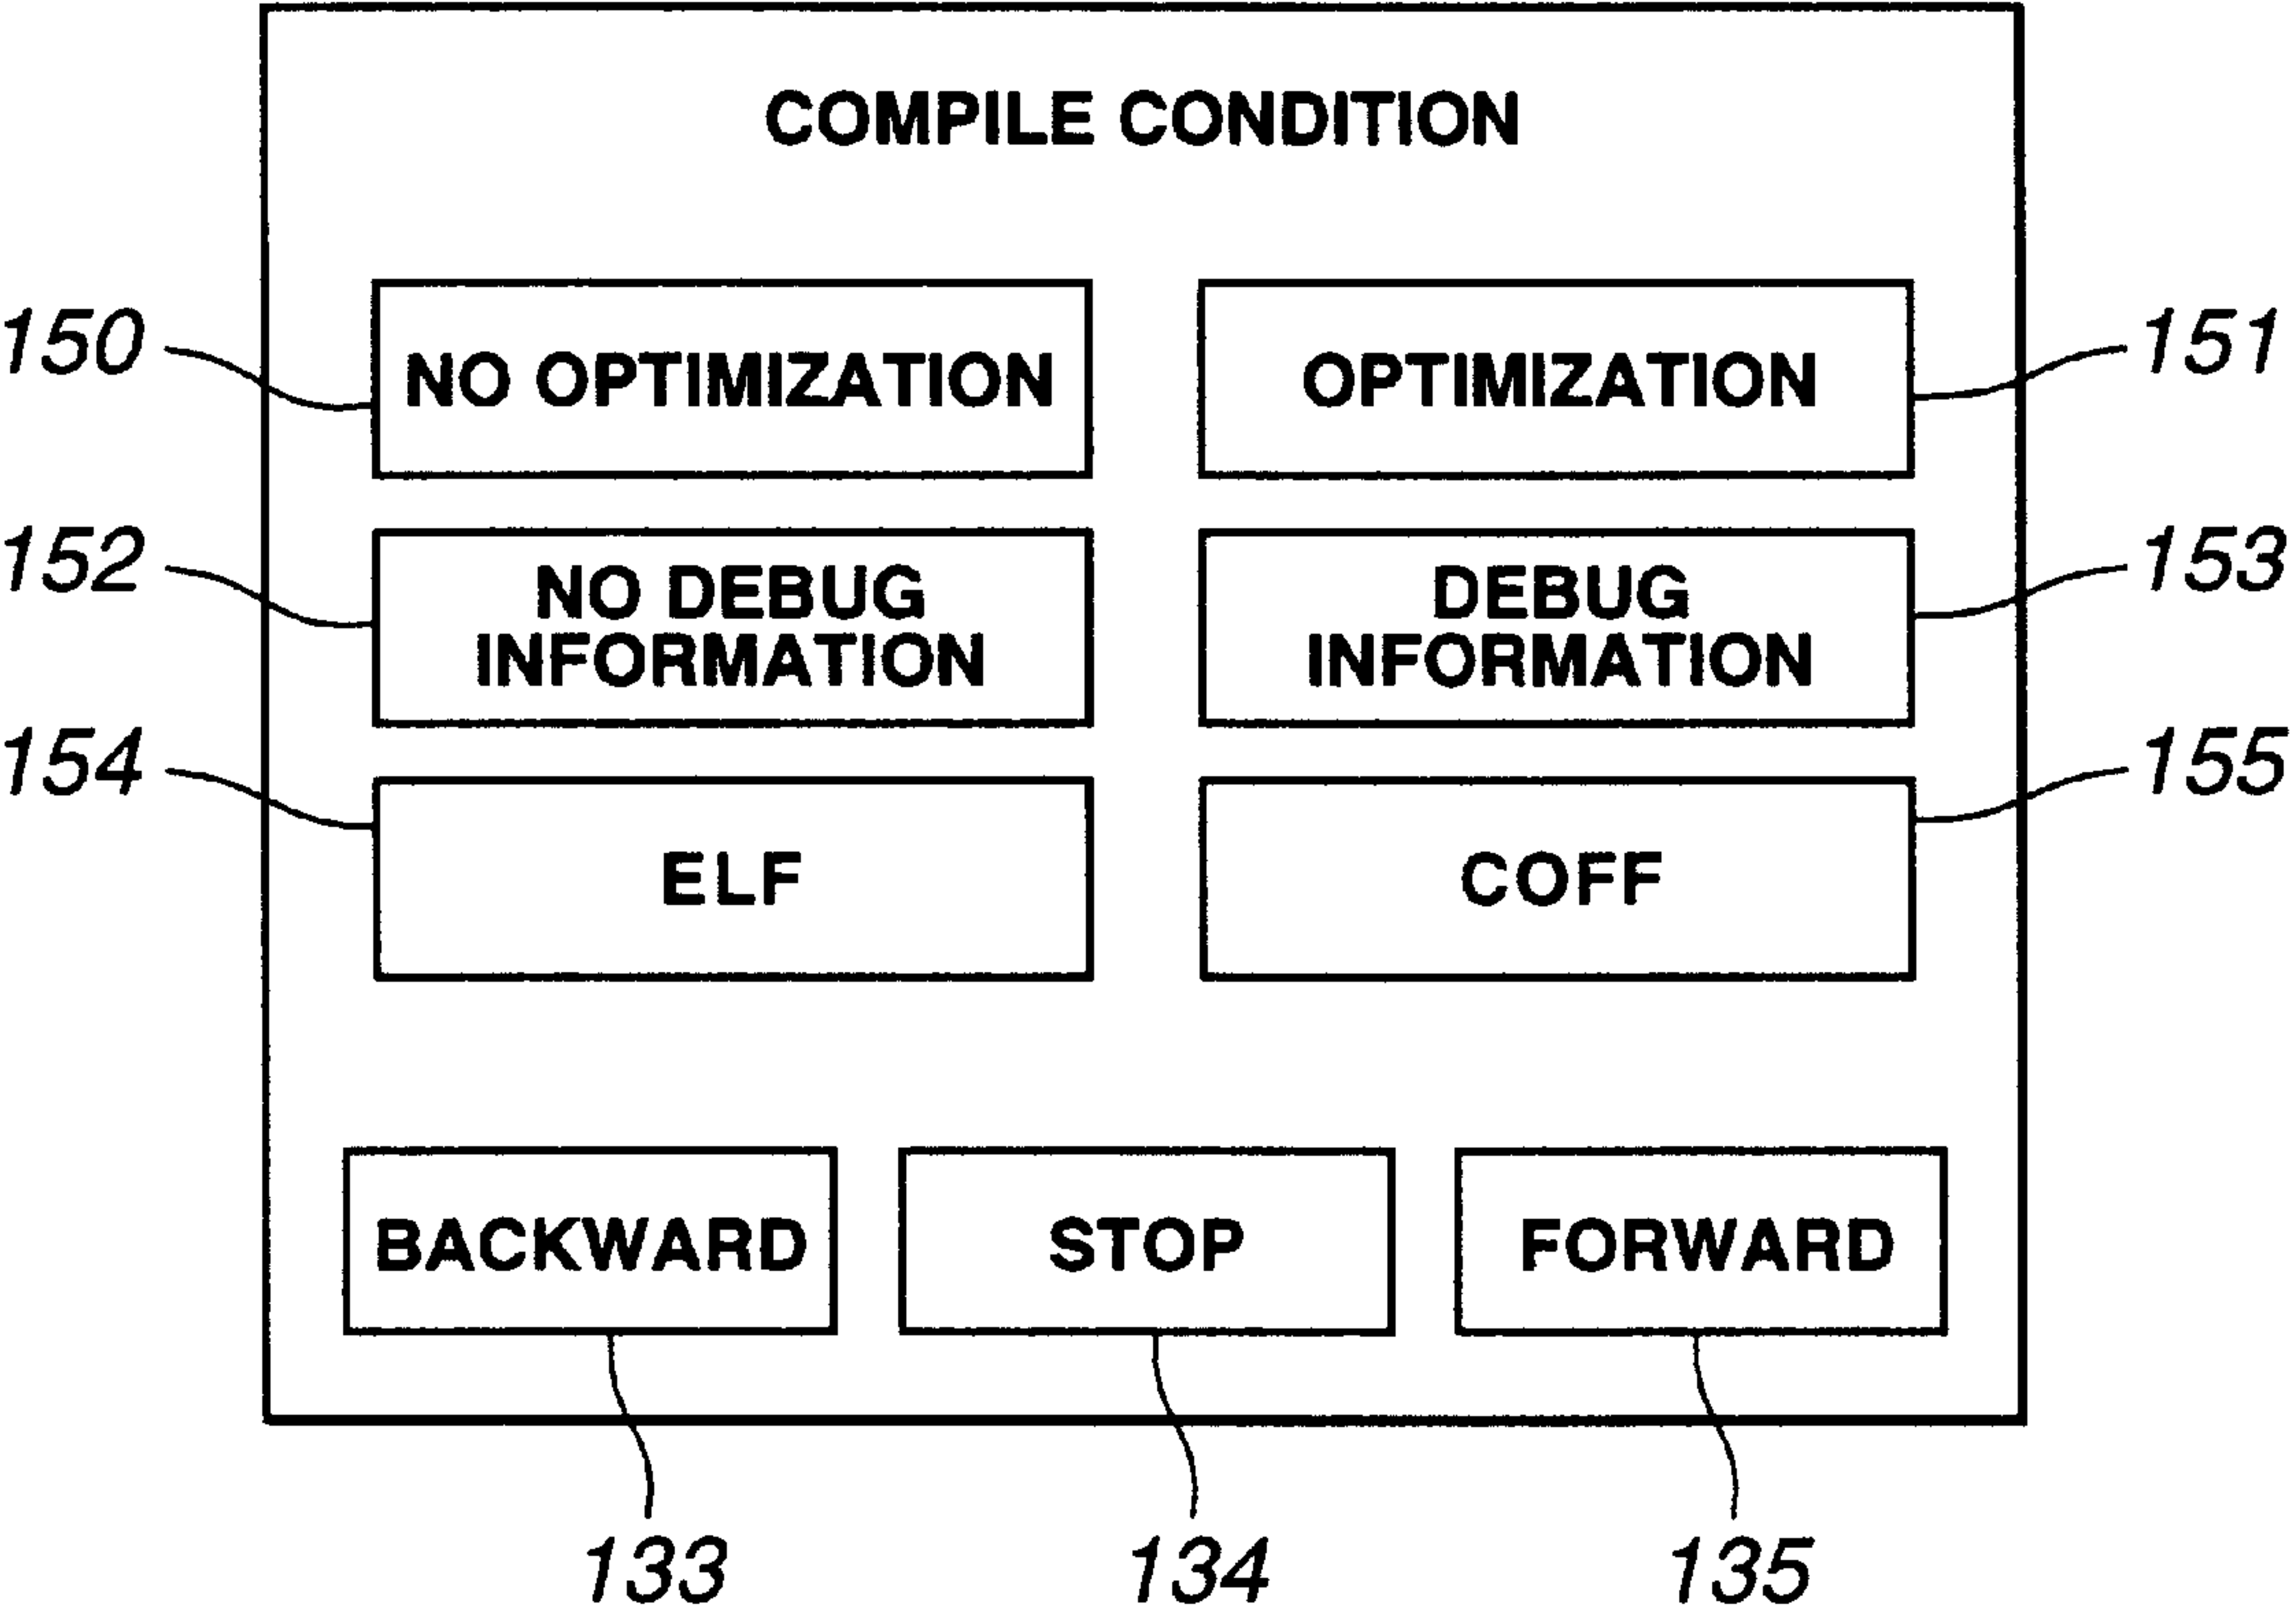 COMPILE CONDITION
150
NO OPTIMIZATION
OPTIMIZATION
151
152
NO DEBUG
INFORMATION
DEBUG
INFORMATION
153
154
ELF
COFF
155
BACKWARD
STOP
FORWARD
133
134
135